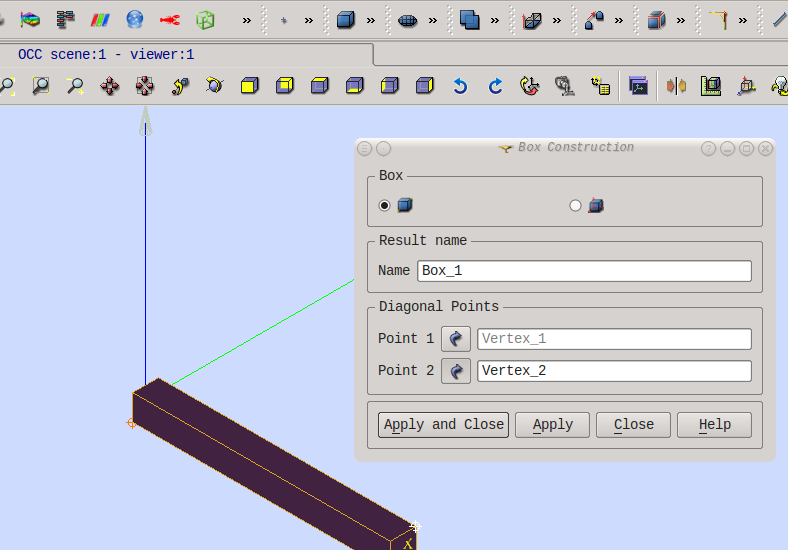 OCC scene:1 - viewer:1
Box Construction
Box
Result name
Name Box_1
Diagonal Points
Point 1 Vertex_1
Point 2 Vertex_2
Apply and Close Apply Close Help
X